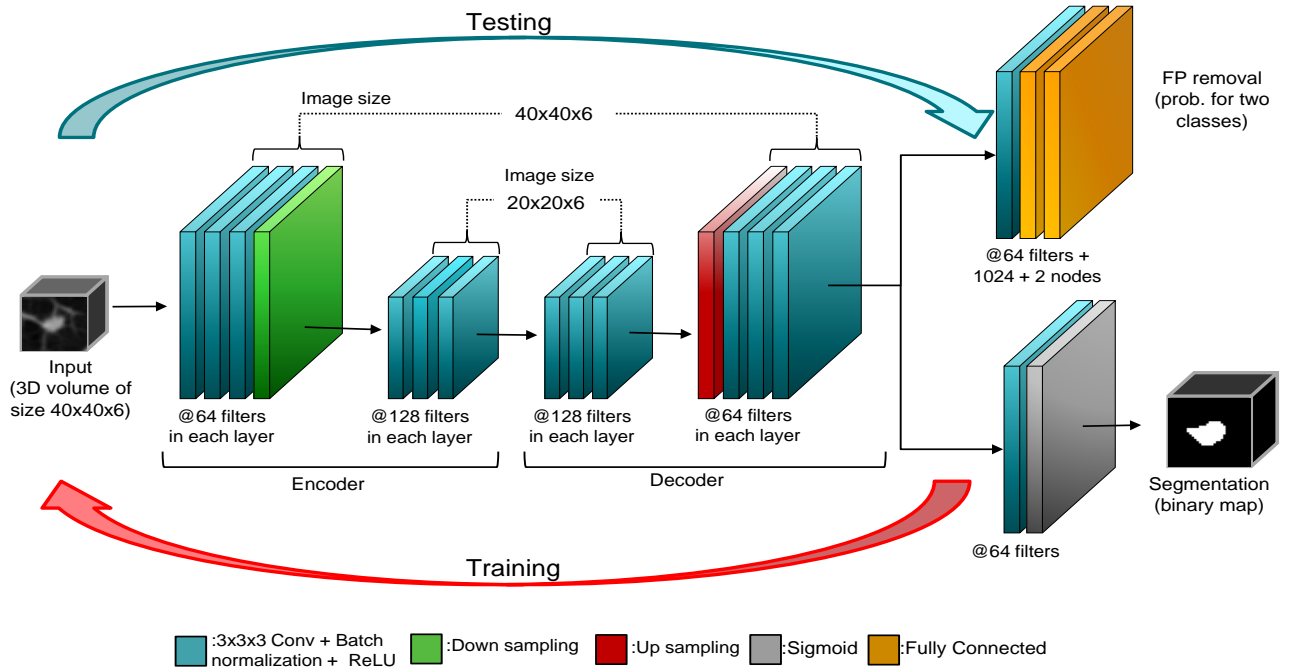 Testing
Image size
40x40x6
FP removal
(prob. for two
classes)
Image size
20x20x6
@64 filters +
1024 + 2 nodes
Input
(3D volume of
size 40x40x6)
@64 filters
in each layer
@128 filters
in each layer
@128 filters
in each layer
@64 filters
in each layer
Encoder
Decoder
Segmentation
(binary map)
@64 filters
Training
:3x3x3 Conv + Batch
normalization + ReLU
:Down sampling
:Up sampling
:Sigmoid
:Fully Connected